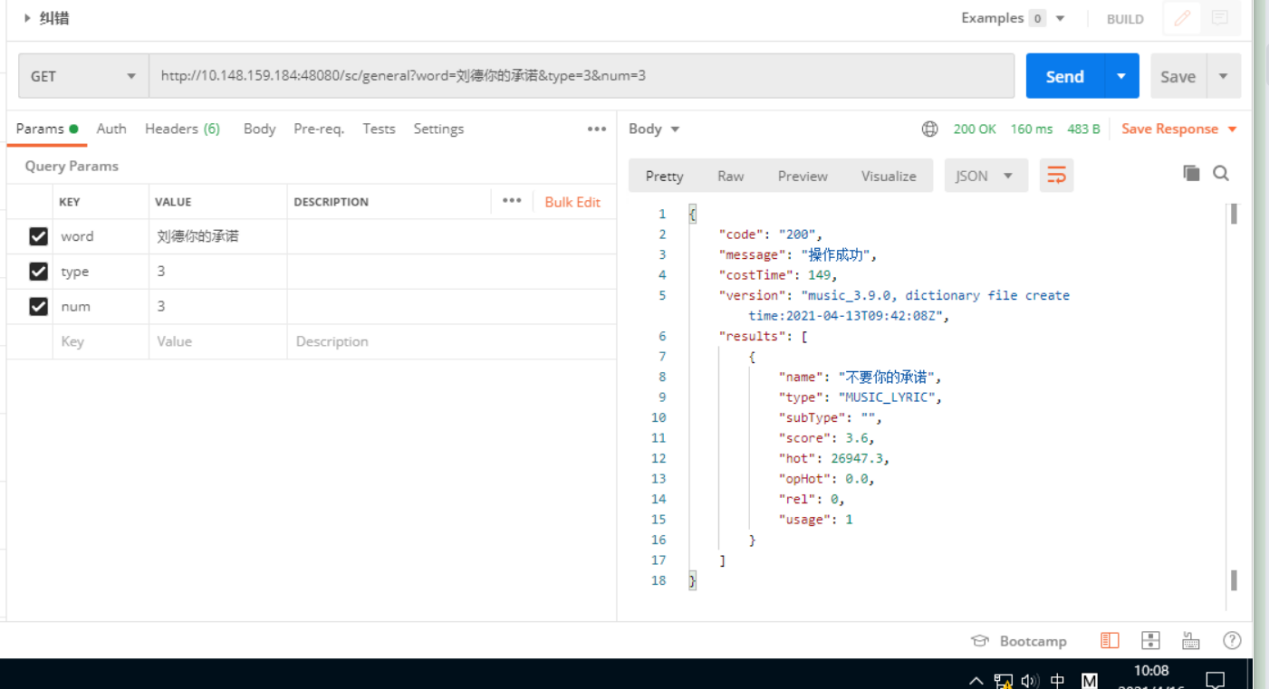 纠错
Examples 0 BUILD
GET http://10.148.159.184:48080/sc/general?word=刘德你的承诺&type=3&num=3 Send Save
Params Auth Headers (6) Body Pre-req. Tests Settings
Query Params
KEY VALUE DESCRIPTION Bulk Edit
word 刘德你的承诺
type 3
num 3
Key Value Description
Body 200 OK 160 ms 483 B Save Response
Pretty Raw Preview Visualize JSON
1 {
2 "code": "200",
3 "message": "操作成功",
4 "costTime": 149,
5 "version": "music_3.9.0, dictionary file create
time:2021-04-13T09:42:08Z",
6 "results": [
7 {
8 "name": "不要你的承诺",
9 "type": "MUSIC_LYRIC",
10 "subType": "",
11 "score": 3.6,
12 "hot": 26947.3,
13 "opHot": 0.0,
14 "rel": 0,
15 "usage": 1
16 }
17 ]
18 }
Bootcamp
中 M 10:08
2021/4/16